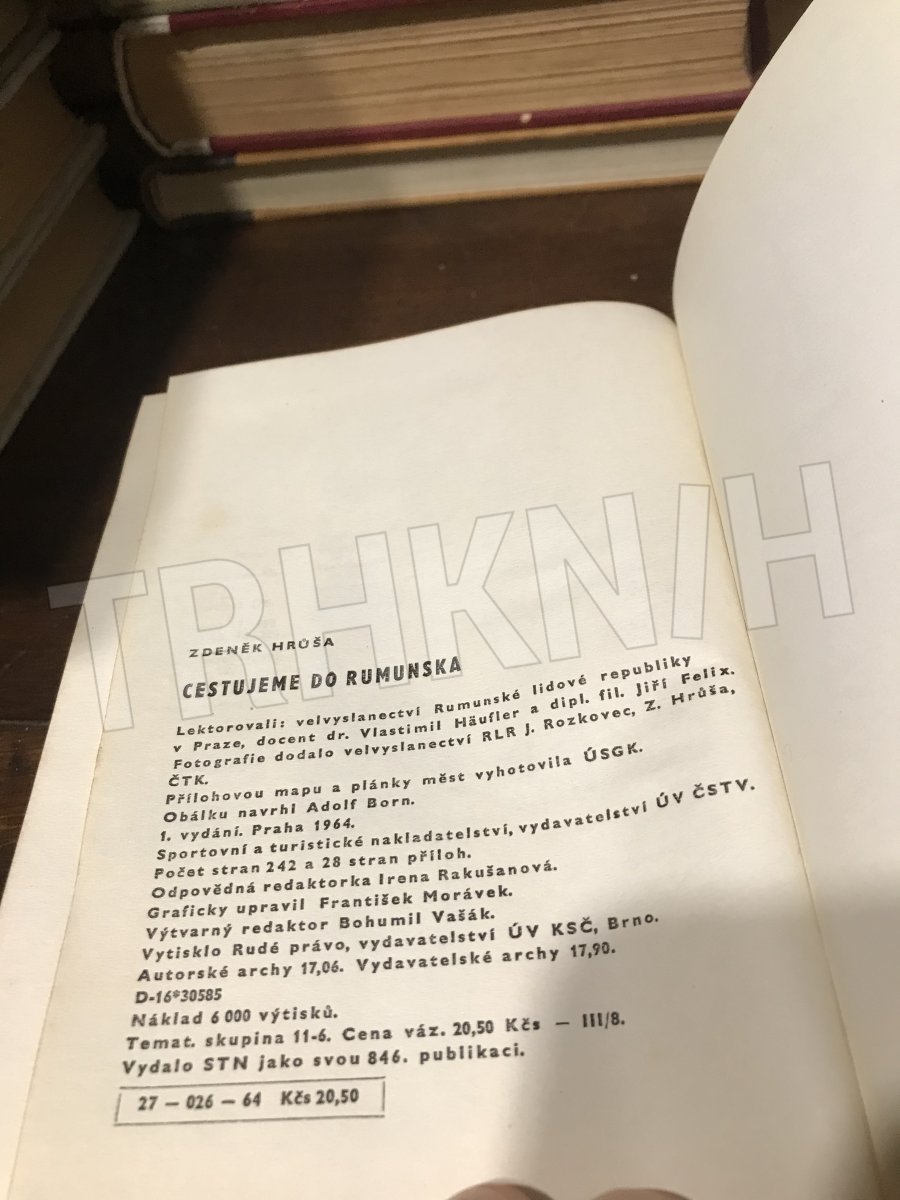 ZDENĚK HRŮŠA
CESTUJEME DO RUMUNSKA
Lektorovali: velvyslanectví Rumunské lidové republiky
v Praze, docent dr. Vlastimil Häufler a dipl. fil. Jiří Felix.
Fotografie dodalo velvyslanectví RLR J. Rozkovec, Z. Hrůša,
ČTK.
Přílohovou mapu a plánky měst vyhotovila ÚSGK.
Obálku navrhl Adolf Born.
1. vydání. Praha 1964.
Sportovní a turistické nakladatelství, vydavatelství ÚV ČSTV.
Počet stran 242 a 28 stran příloh.
Odpovědná redaktorka Irena Rakušanová.
Graficky upravil František Morávek.
Výtvarný redaktor Bohumil Vašák.
Vytisklo Rudé právo, vydavatelství ÚV KSČ, Brno.
Autorské archy 17,06. Vydavatelské archy 17,90.
D-16*30585
Náklad 6 000 výtisků.
Temat. skupina 11-6. Cena váz. 20,50 Kčs — III/8.
Vydalo STN jako svou 846. publikaci.
27 — 026 — 64 Kčs 20,50
TRHKNIH